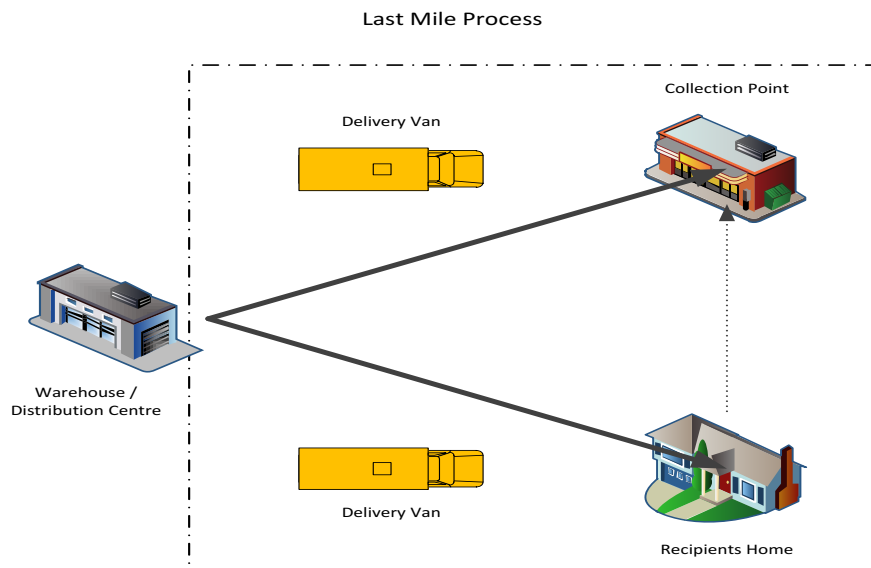 Last Mile Process
Collection Point
Delivery Van
Warehouse /
Distribution Centre
Delivery Van
Recipients Home